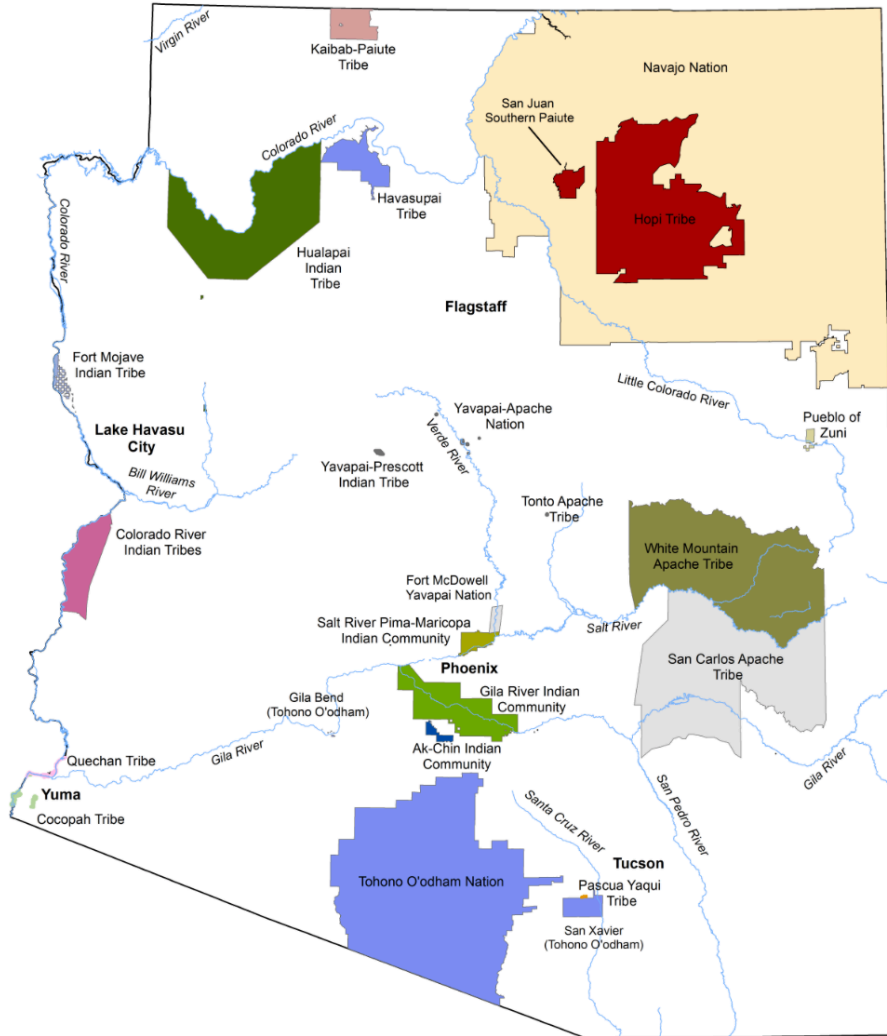 Virgin River
Kaibab-Paiute
Tribe
Navajo Nation
San Juan
Southern Paiute
Colorado River
Havasupai
Tribe
Hopi Tribe
Colorado River
Hualapai
Indian
Tribe
Flagstaff
Fort Mojave
Indian Tribe
Little Colorado River
Lake Havasu
City
Yavapai-Apache
Nation
Verde River
Pueblo of
Zuni
Bill Williams
River
Yavapai-Prescott
Indian Tribe
Tonto Apache
Tribe
Colorado River
Indian Tribes
White Mountain
Apache Tribe
Fort McDowell
Yavapai Nation
Salt River Pima-Maricopa
Indian Community
Salt River
Phoenix
San Carlos Apache
Tribe
Gila Bend
(Tohono O'odham)
Gila River Indian
Community
Gila River
Ak-Chin Indian
Community
Quechan Tribe
Gila River
Yuma
Cocopah Tribe
Santa Cruz River
San Pedro River
Tucson
Tohono O'odham Nation
Pascua Yaqui
Tribe
San Xavier
(Tohono O'odham)